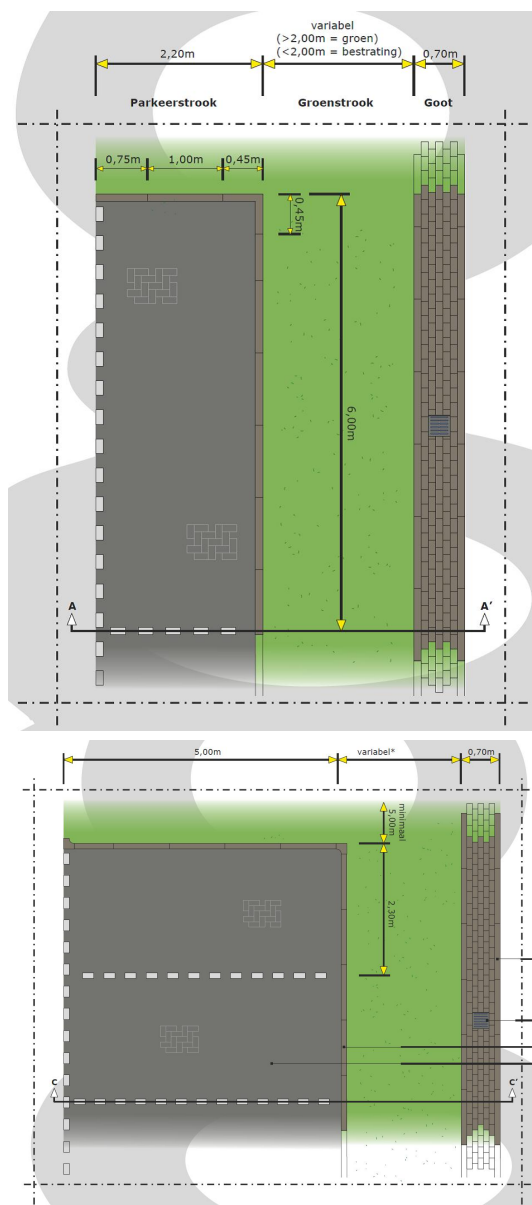 variabel
(>2,00m = groen)
(<2,00m = bestrating)
2,20m
0,70m
Parkeerstrook
Groenstrook
Goot
0,75m
1,00m
0,45m
0,45m
6,00m
A
A'
5,00m
variabel*
0,70m
minimaal
5,00m
2,30m
C
C'